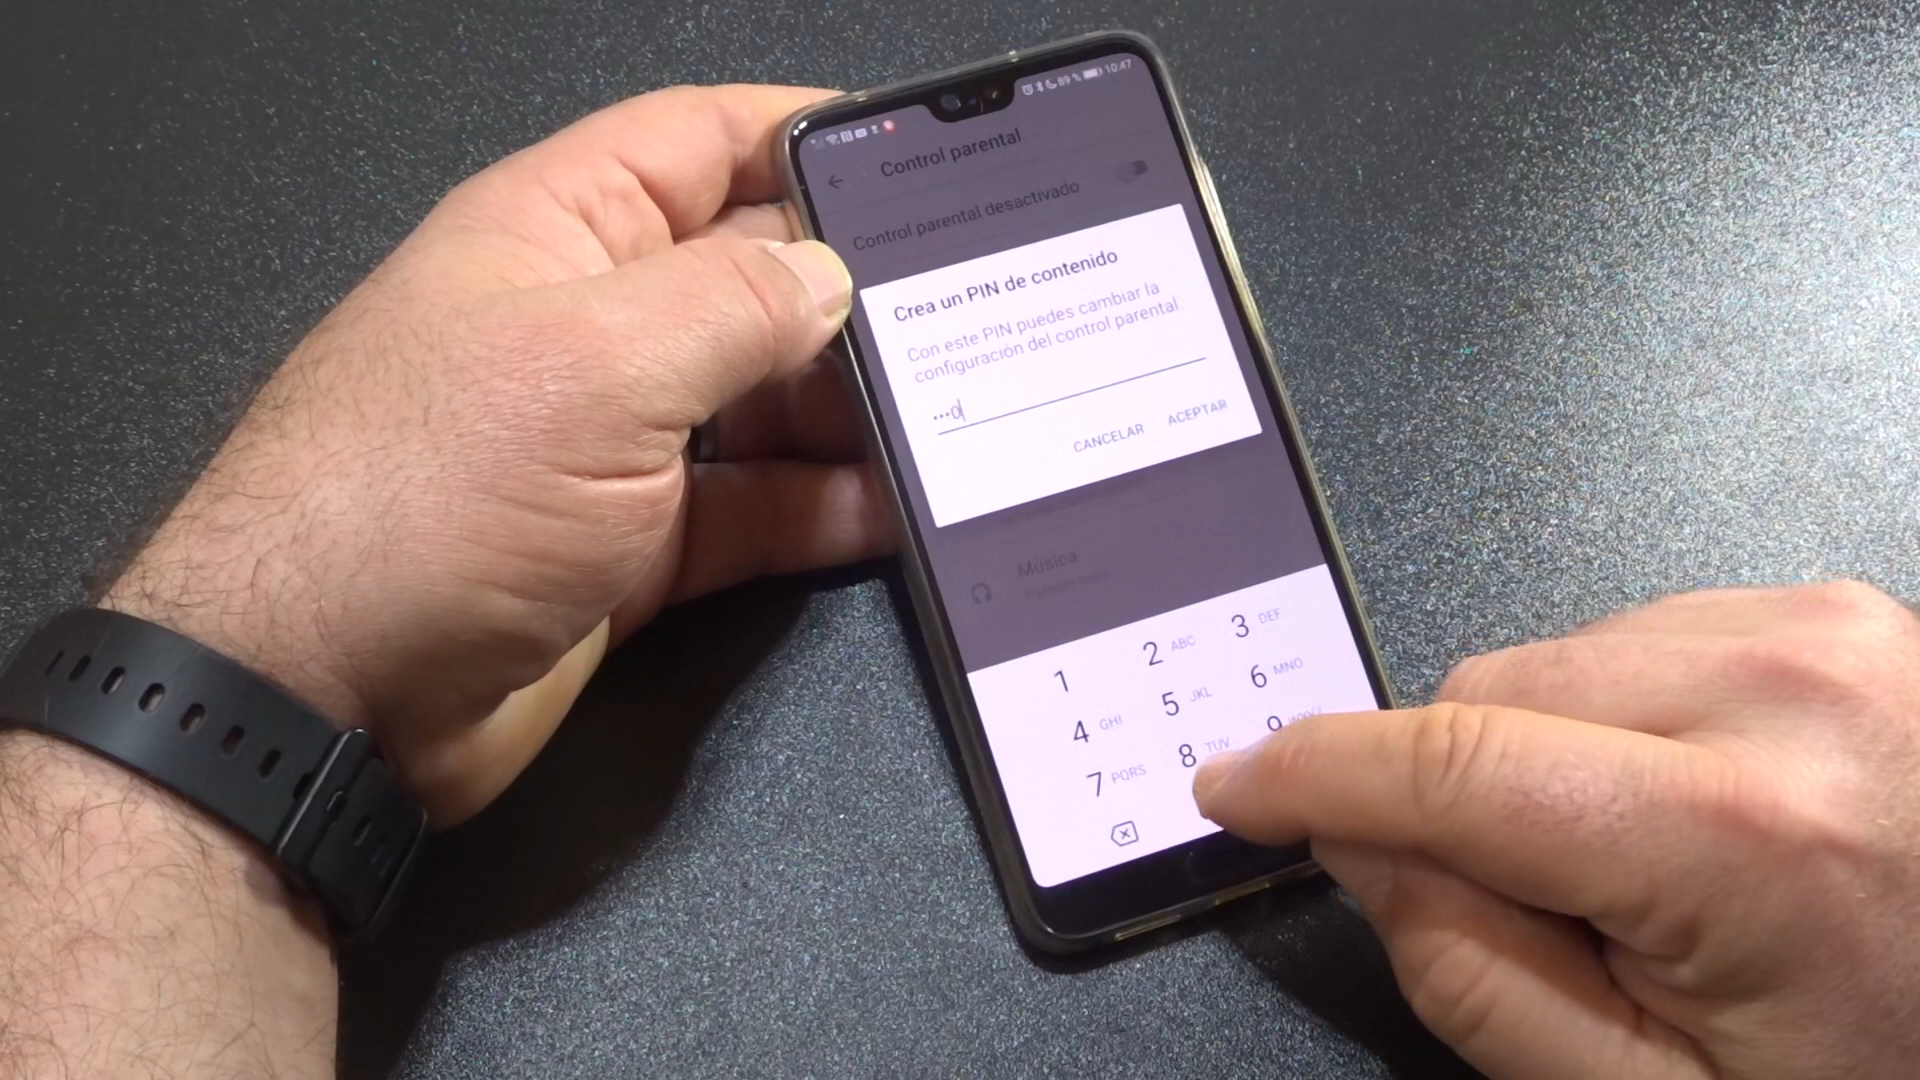 89 % 10:47
Control parental
Control parental desactivado
Crea un PIN de contenido
Con este PIN puedes cambiar la
configuración del control parental.
•••0
CANCELAR ACEPTAR
Música
1 2 ABC 3 DEF
4 GHI 5 JKL 6 MNO
7 PQRS 8 TUV 9